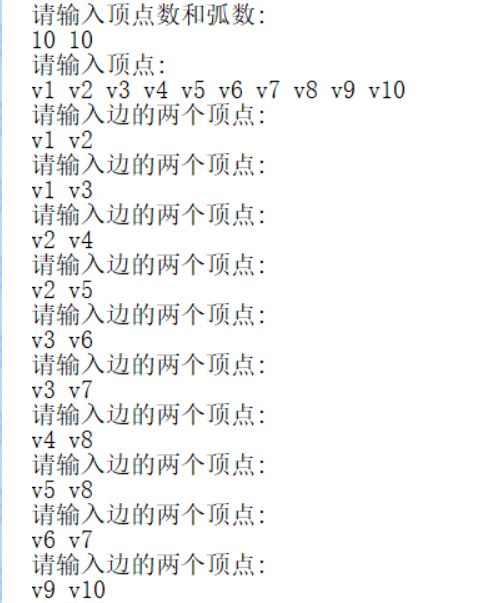 请输入顶点数和弧数:
10 10
请输入顶点:
v1 v2 v3 v4 v5 v6 v7 v8 v9 v10
请输入边的两个顶点:
v1 v2
请输入边的两个顶点:
v1 v3
请输入边的两个顶点:
v2 v4
请输入边的两个顶点:
v2 v5
请输入边的两个顶点:
v3 v6
请输入边的两个顶点:
v3 v7
请输入边的两个顶点:
v4 v8
请输入边的两个顶点:
v5 v8
请输入边的两个顶点:
v6 v7
请输入边的两个顶点:
v9 v10